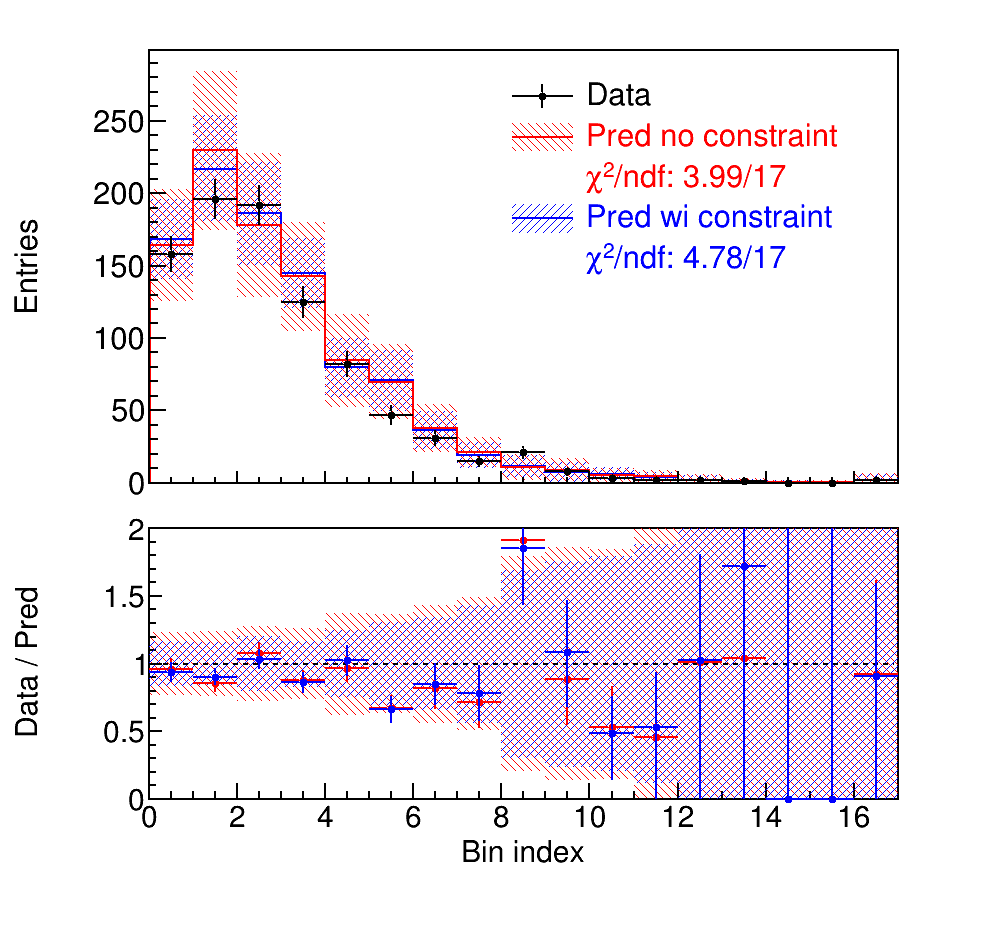 Entries
250
200
150
100
50
0
Data
Pred no constraint
χ²/ndf: 3.99/17
Pred wi constraint
χ²/ndf: 4.78/17
Data / Pred
2
1.5
1
0.5
0
0 2 4 6 8 10 12 14 16
Bin index